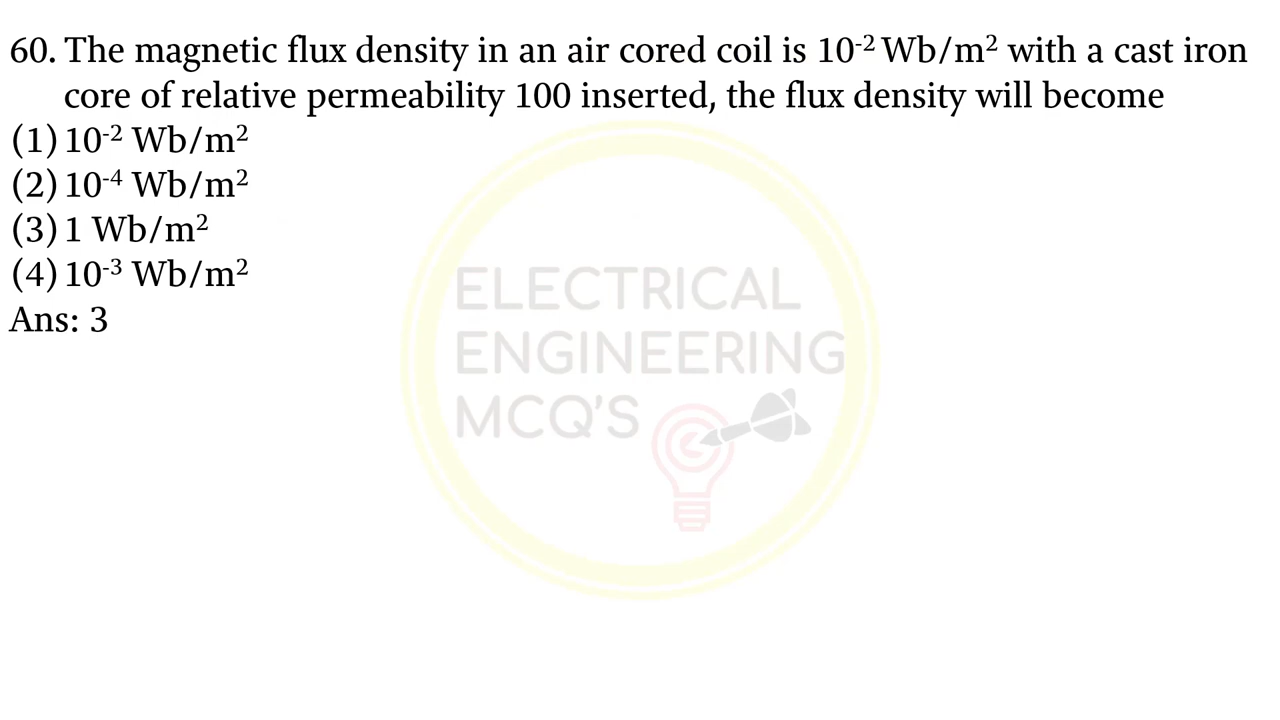 60. The magnetic flux density in an air cored coil is 10⁻² Wb/m² with a cast iron
core of relative permeability 100 inserted, the flux density will become
(1) 10⁻² Wb/m²
(2) 10⁻⁴ Wb/m²
(3) 1 Wb/m²
(4) 10⁻³ Wb/m²
Ans: 3
ELECTRICAL
ENGINEERING
MCQ'S